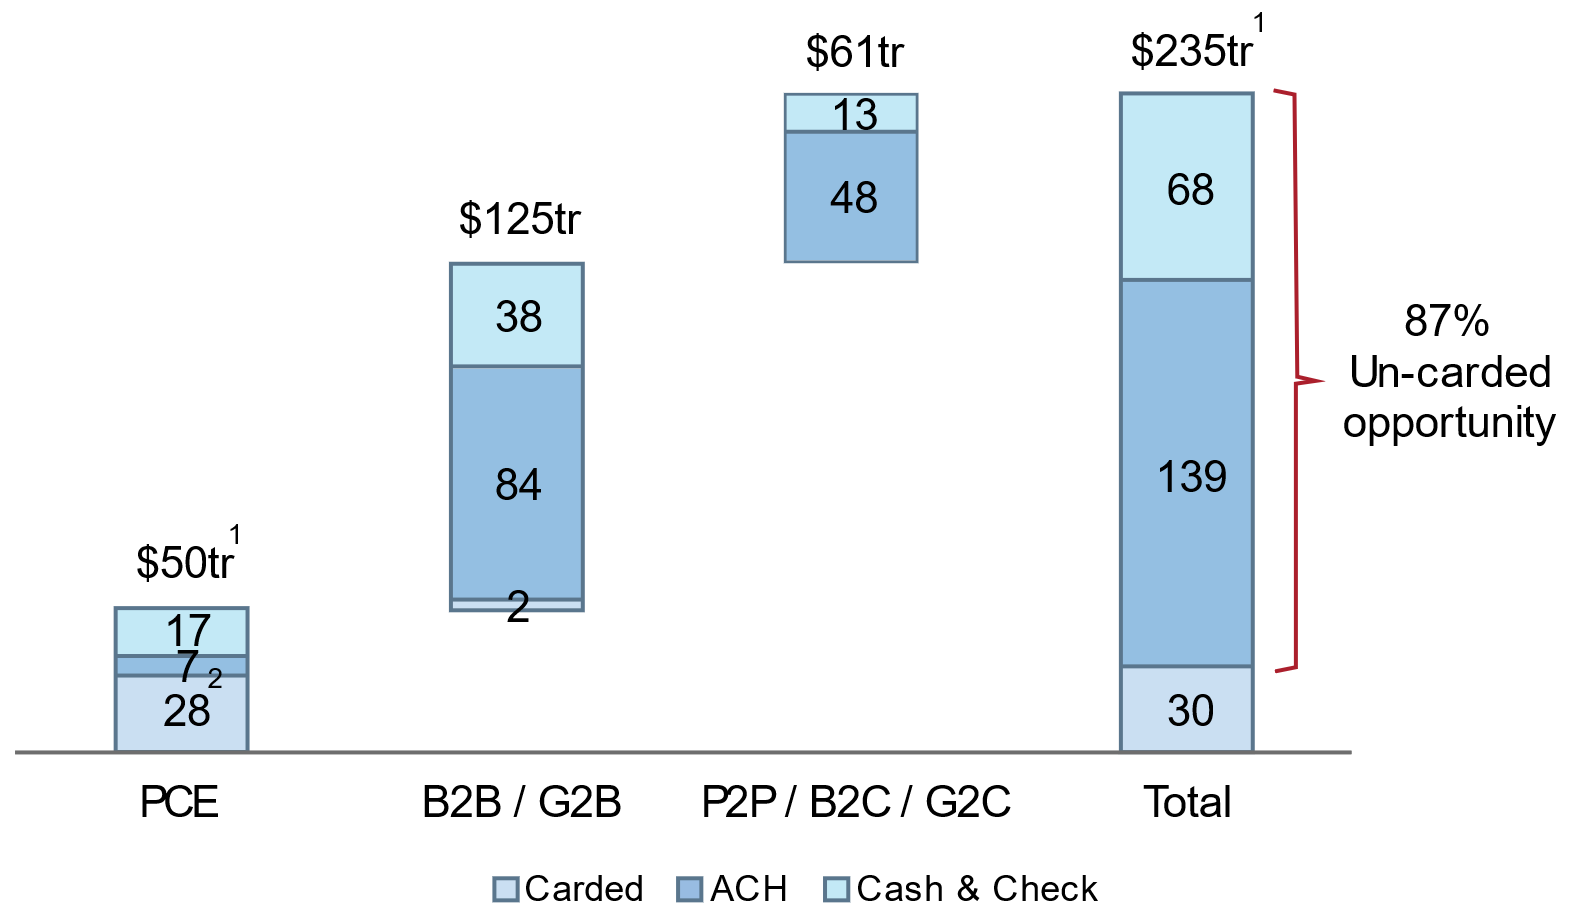 $50tr1
17
7 2
28
$125tr
38
84
2
$61tr
13
48
$235tr1
68
139
30
87%
Un-carded
opportunity
PCE
B2B / G2B
P2P / B2C / G2C
Total
Carded
ACH
Cash & Check